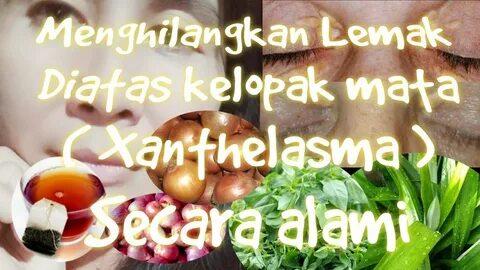 Menghilangkan Lemak
Diatas kelopak mata
( Xanthelasma )
Secara alami